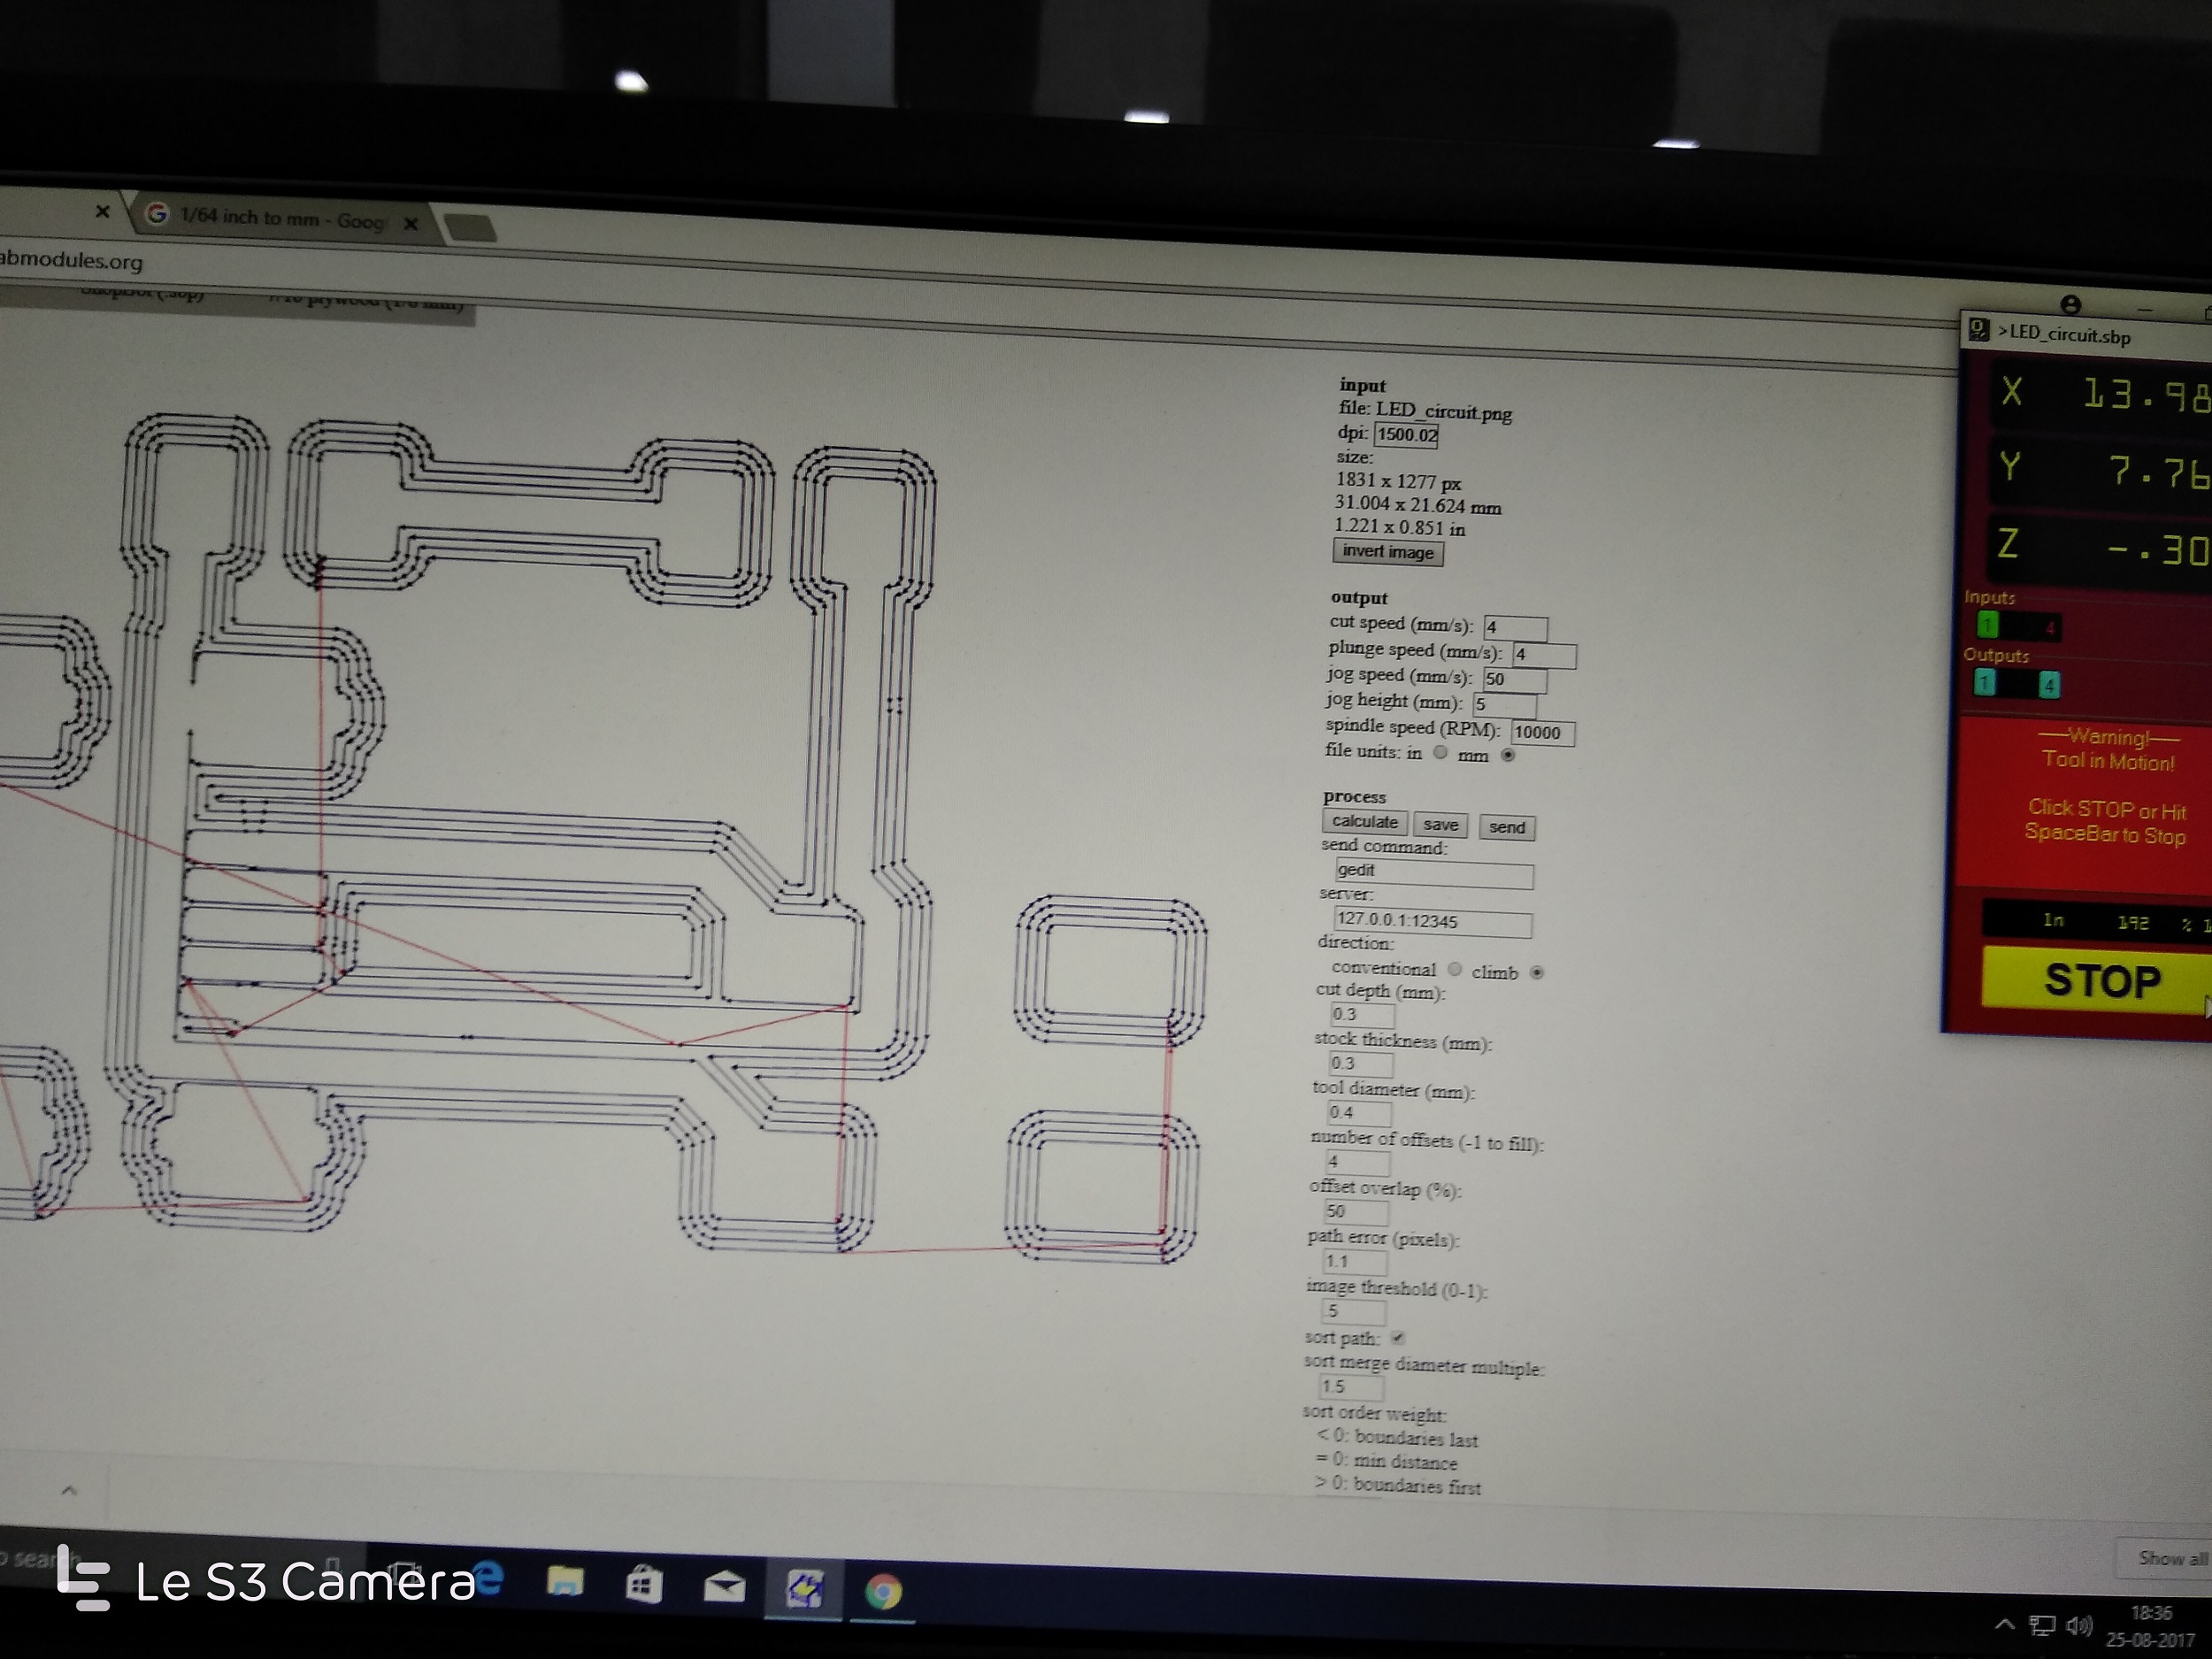 1/64 inch to mm - Goog
abmodules.org
>LED_circuit.sbp
X 13.98
Y 7.76
Z -.30
Inputs
1 4
Outputs
1 4
Warning!
Tool in Motion!
Click STOP or Hit
SpaceBar to Stop
In 192 %
STOP
input
file: LED_circuit.png
dpi: 1500.02
size:
1831 x 1277 px
31.004 x 21.624 mm
1.221 x 0.851 in
invert image
output
cut speed (mm/s): 4
plunge speed (mm/s): 4
jog speed (mm/s): 50
jog height (mm): 5
spindle speed (RPM): 10000
file units: in mm
process
calculate save send
send command:
gedit
server:
127.0.0.1:12345
direction:
conventional climb
cut depth (mm):
0.3
stock thickness (mm):
0.3
tool diameter (mm):
0.4
number of offsets (-1 to fill):
4
offset overlap (%):
50
path error (pixels):
1.1
image threshold (0-1):
.5
sort path:
sort merge diameter multiple:
1.5
sort order weight:
< 0: boundaries last
= 0: min distance
> 0: boundaries first
Show all
Le S3 Camera
18:36
25-08-2017